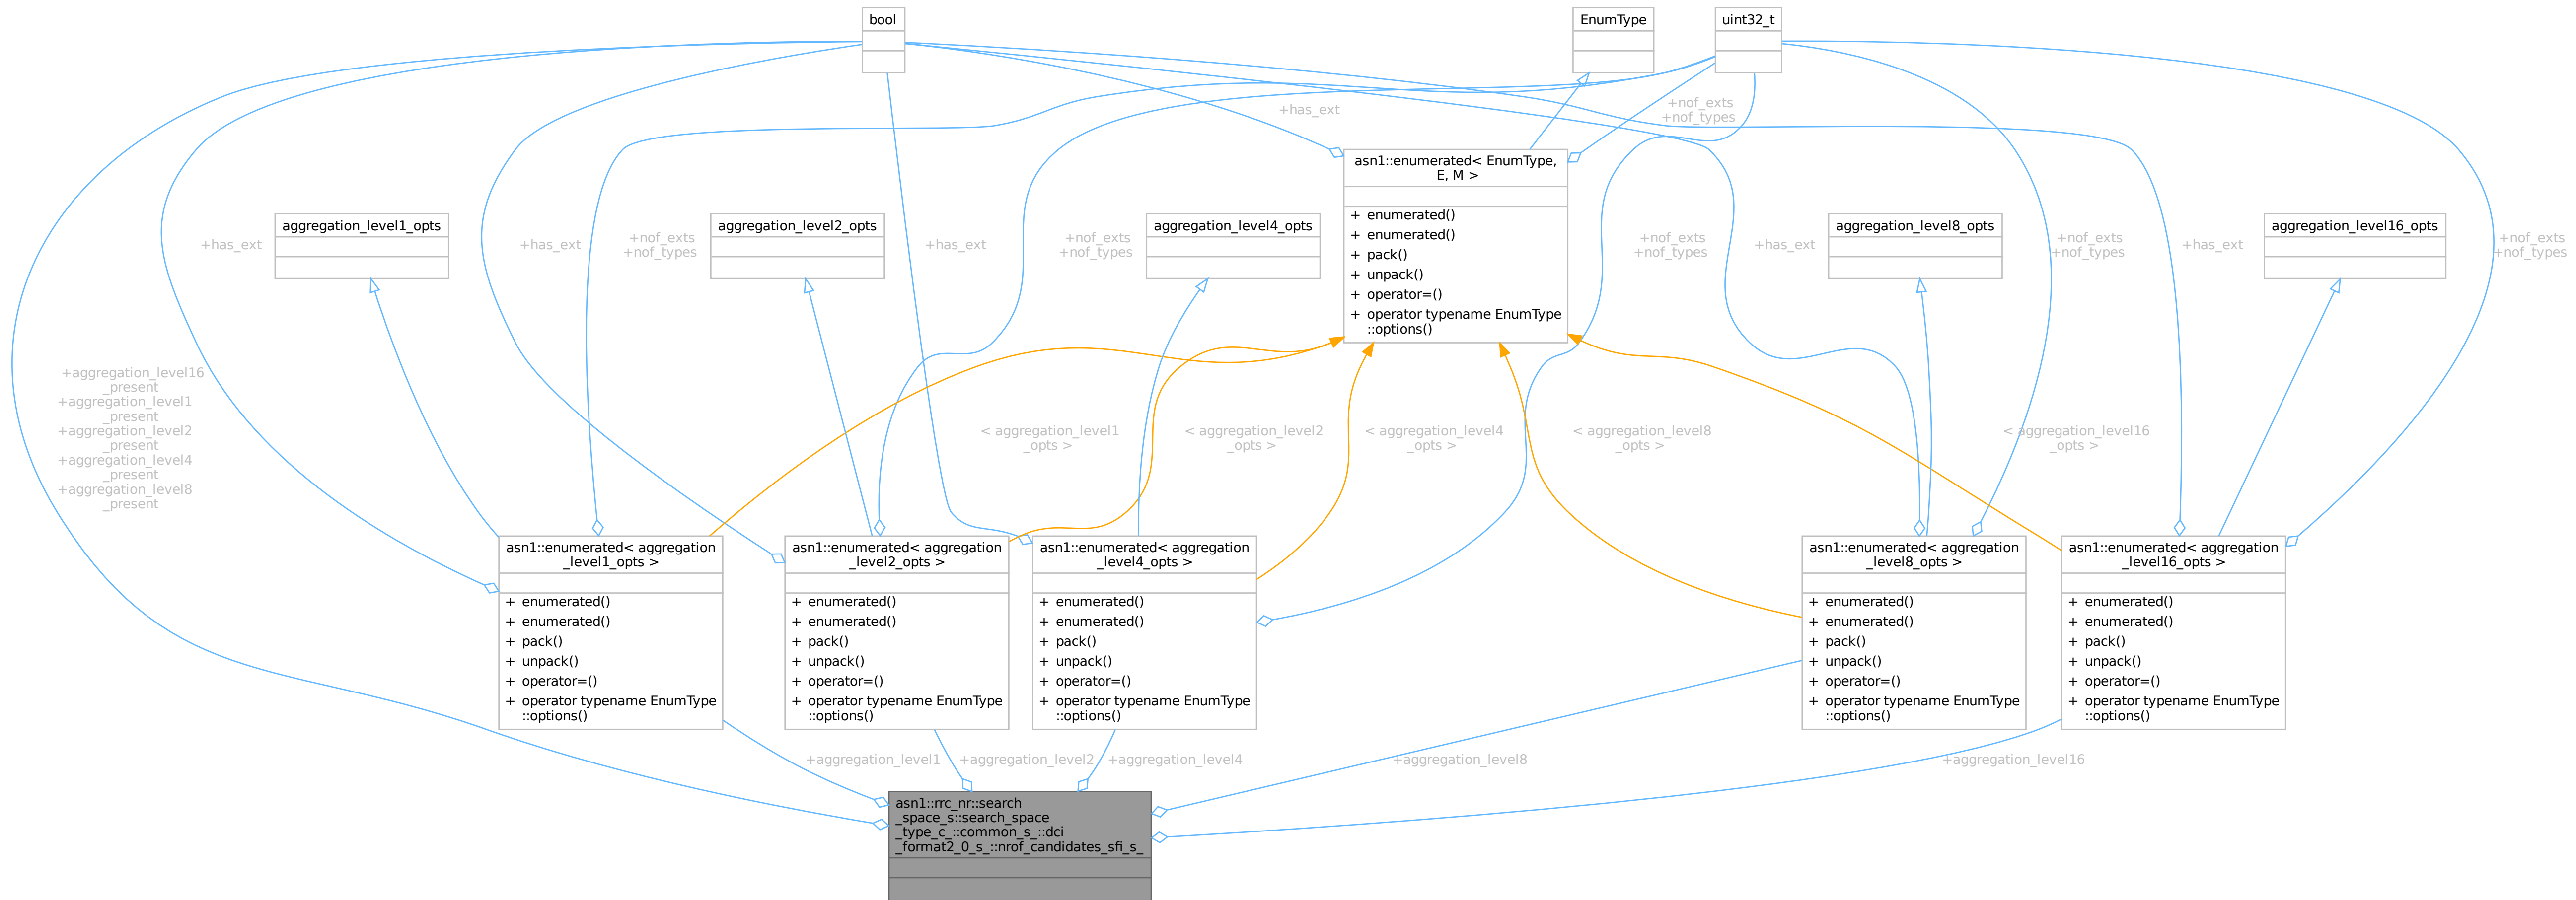 bool
EnumType
uint32_t
+has_ext
+nof_exts
+nof_types
asn1::enumerated< EnumType,
E, M >
+ enumerated()
+ enumerated()
+ pack()
+ unpack()
+ operator=()
+ operator typename EnumType
::options()
+has_ext
aggregation_level1_opts
+has_ext
+nof_exts
+nof_types
aggregation_level2_opts
+has_ext
+nof_exts
+nof_types
aggregation_level4_opts
+nof_exts
+nof_types
+has_ext
aggregation_level8_opts
+nof_exts
+nof_types
+has_ext
aggregation_level16_opts
+nof_exts
+nof_types
+aggregation_level16
_present
+aggregation_level1
_present
+aggregation_level2
_present
+aggregation_level4
_present
+aggregation_level8
_present
< aggregation_level1
_opts >
< aggregation_level2
_opts >
< aggregation_level4
_opts >
< aggregation_level8
_opts >
< aggregation_level16
_opts >
asn1::enumerated< aggregation
_level1_opts >
+ enumerated()
+ enumerated()
+ pack()
+ unpack()
+ operator=()
+ operator typename EnumType
::options()
asn1::enumerated< aggregation
_level2_opts >
+ enumerated()
+ enumerated()
+ pack()
+ unpack()
+ operator=()
+ operator typename EnumType
::options()
asn1::enumerated< aggregation
_level4_opts >
+ enumerated()
+ enumerated()
+ pack()
+ unpack()
+ operator=()
+ operator typename EnumType
::options()
asn1::enumerated< aggregation
_level8_opts >
+ enumerated()
+ enumerated()
+ pack()
+ unpack()
+ operator=()
+ operator typename EnumType
::options()
asn1::enumerated< aggregation
_level16_opts >
+ enumerated()
+ enumerated()
+ pack()
+ unpack()
+ operator=()
+ operator typename EnumType
::options()
+aggregation_level1
+aggregation_level2
+aggregation_level4
+aggregation_level8
+aggregation_level16
asn1::rrc_nr::search
_space_s::search_space
_type_c_::common_s_::dci
_format2_0_s_::nrof_candidates_sfi_s_